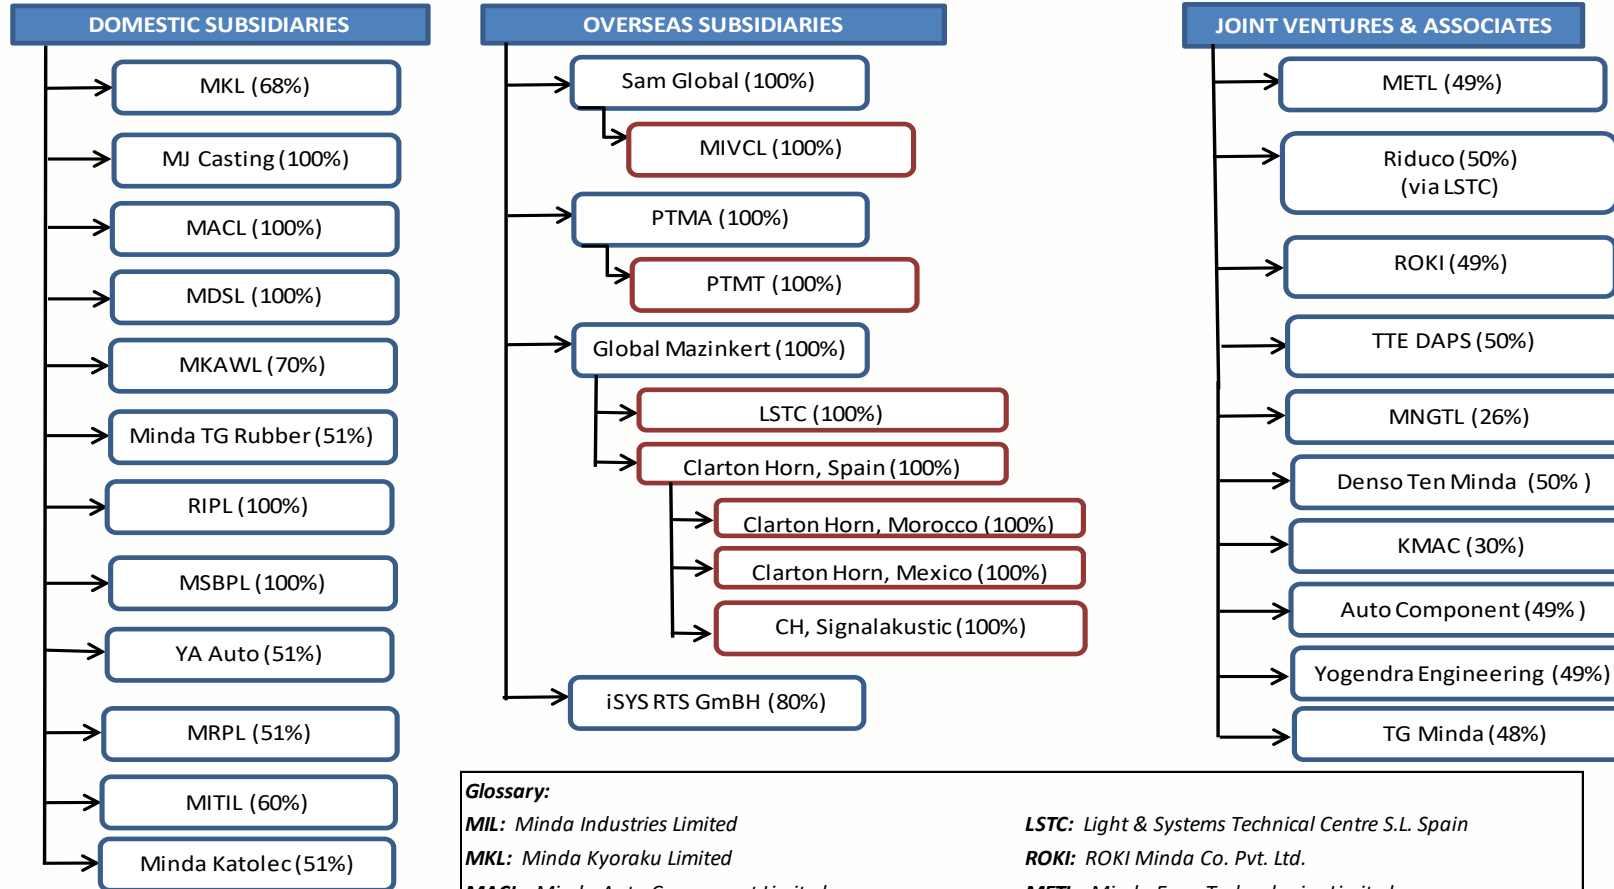 DOMESTIC SUBSIDIARIES
MKL (68%)
MJ Casting (100%)
MACL (100%)
MDSL (100%)
MKAWL (70%)
Minda TG Rubber (51%)
RIPL (100%)
MSBPL (100%)
YA Auto (51%)
MRPL (51%)
MITIL (60%)
Minda Katolec (51%)
OVERSEAS SUBSIDIARIES
Sam Global (100%)
MIVCL (100%)
PTMA (100%)
PTMT (100%)
Global Mazinkert (100%)
LSTC (100%)
Clarton Horn, Spain (100%)
Clarton Horn, Morocco (100%)
Clarton Horn, Mexico (100%)
CH, Signalakustic (100%)
iSYS RTS GmBH (80%)
JOINT VENTURES & ASSOCIATES
METL (49%)
Riduco (50%)
(via LSTC)
ROKI (49%)
TTE DAPS (50%)
MNGTL (26%)
Denso Ten Minda (50% )
KMAC (30%)
Auto Component (49% )
Yogendra Engineering (49%)
TG Minda (48%)
Glossary:
MIL: Minda Industries Limited
MKL: Minda Kyoraku Limited
LSTC: Light & Systems Technical Centre S.L. Spain
ROKI: ROKI Minda Co. Pvt. Ltd.